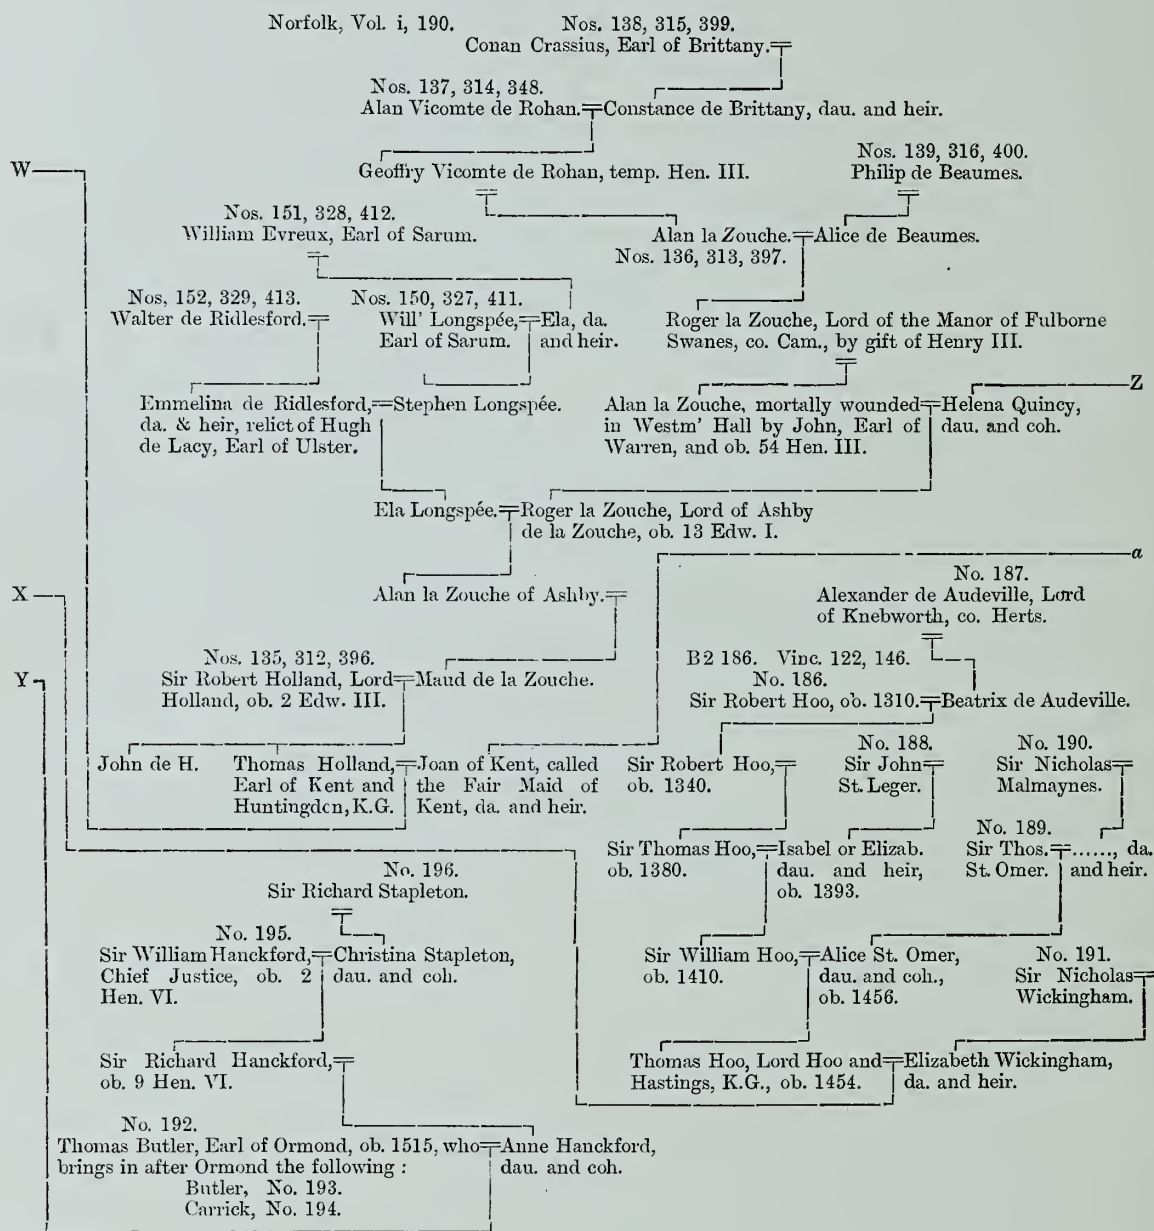 Norfolk, Vol. i, 190. Nos. 138, 315, 399.
Conan Crassius, Earl of Brittany.
Nos. 137, 314, 348.
Alan Vicomte de Rohan. Constance de Brittany, dau. and heir.
W
Geoffry Vicomte de Rohan, temp. Hen. III.
Nos. 139, 316, 400.
Philip de Beaumes.
Nos. 151, 328, 412.
William Evreux, Earl of Sarum.
Alan la Zouche. Alice de Beaumes.
Nos. 136, 313, 397.
Nos, 152, 329, 413.
Walter de Ridlesford.
Nos. 150, 327, 411.
Will' Longspée, Ela, da.
Earl of Sarum. and heir.
Roger la Zouche, Lord of the Manor of Fulborne
Swanes, co. Cam., by gift of Henry III.
Z
Emmelina de Ridlesford, Stephen Longspée.
da. & heir, relict of Hugh
de Lacy, Earl of Ulster.
Alan la Zouche, mortally wounded
in Westm' Hall by John, Earl of
Warren, and ob. 54 Hen. III.
Helena Quincy,
dau. and coh.
Ela Longspée. Roger la Zouche, Lord of Ashby
de la Zouche, ob. 13 Edw. I.
a
X
Alan la Zouche of Ashby.
No. 187.
Alexander de Audeville, Lord
of Knebworth, co. Herts.
Y
Nos. 135, 312, 396.
Sir Robert Holland, Lord
Holland, ob. 2 Edw. III.
Maud de la Zouche.
B2 186. Vinc. 122, 146.
No. 186.
Sir Robert Hoo, ob. 1310. Beatrix de Audeville.
John de H.
Thomas Holland,
Earl of Kent and
Huntingdon, K.G.
Joan of Kent, called
the Fair Maid of
Kent, da. and heir.
Sir Robert Hoo,
ob. 1340.
No. 188.
Sir John
St. Leger.
No. 190.
Sir Nicholas
Malmaynes.
Sir Thomas Hoo,
ob. 1380.
Isabel or Elizab.
dau. and heir,
ob. 1393.
No. 189.
Sir Thos.
St. Omer.
......, da.
and heir.
No. 196.
Sir Richard Stapleton.
No. 195.
Sir William Hanckford,
Chief Justice, ob. 2
Hen. VI.
Christina Stapleton,
dau. and coh.
Sir William Hoo,
ob. 1410.
Alice St. Omer,
dau. and coh.,
ob. 1456.
No. 191.
Sir Nicholas
Wickingham.
Sir Richard Hanckford,
ob. 9 Hen. VI.
Thomas Hoo, Lord Hoo and
Hastings, K.G., ob. 1454.
Elizabeth Wickingham,
da. and heir.
No. 192.
Thomas Butler, Earl of Ormond, ob. 1515, who
brings in after Ormond the following :
Butler, No. 193.
Carrick, No. 194.
Anne Hanckford,
dau. and coh.